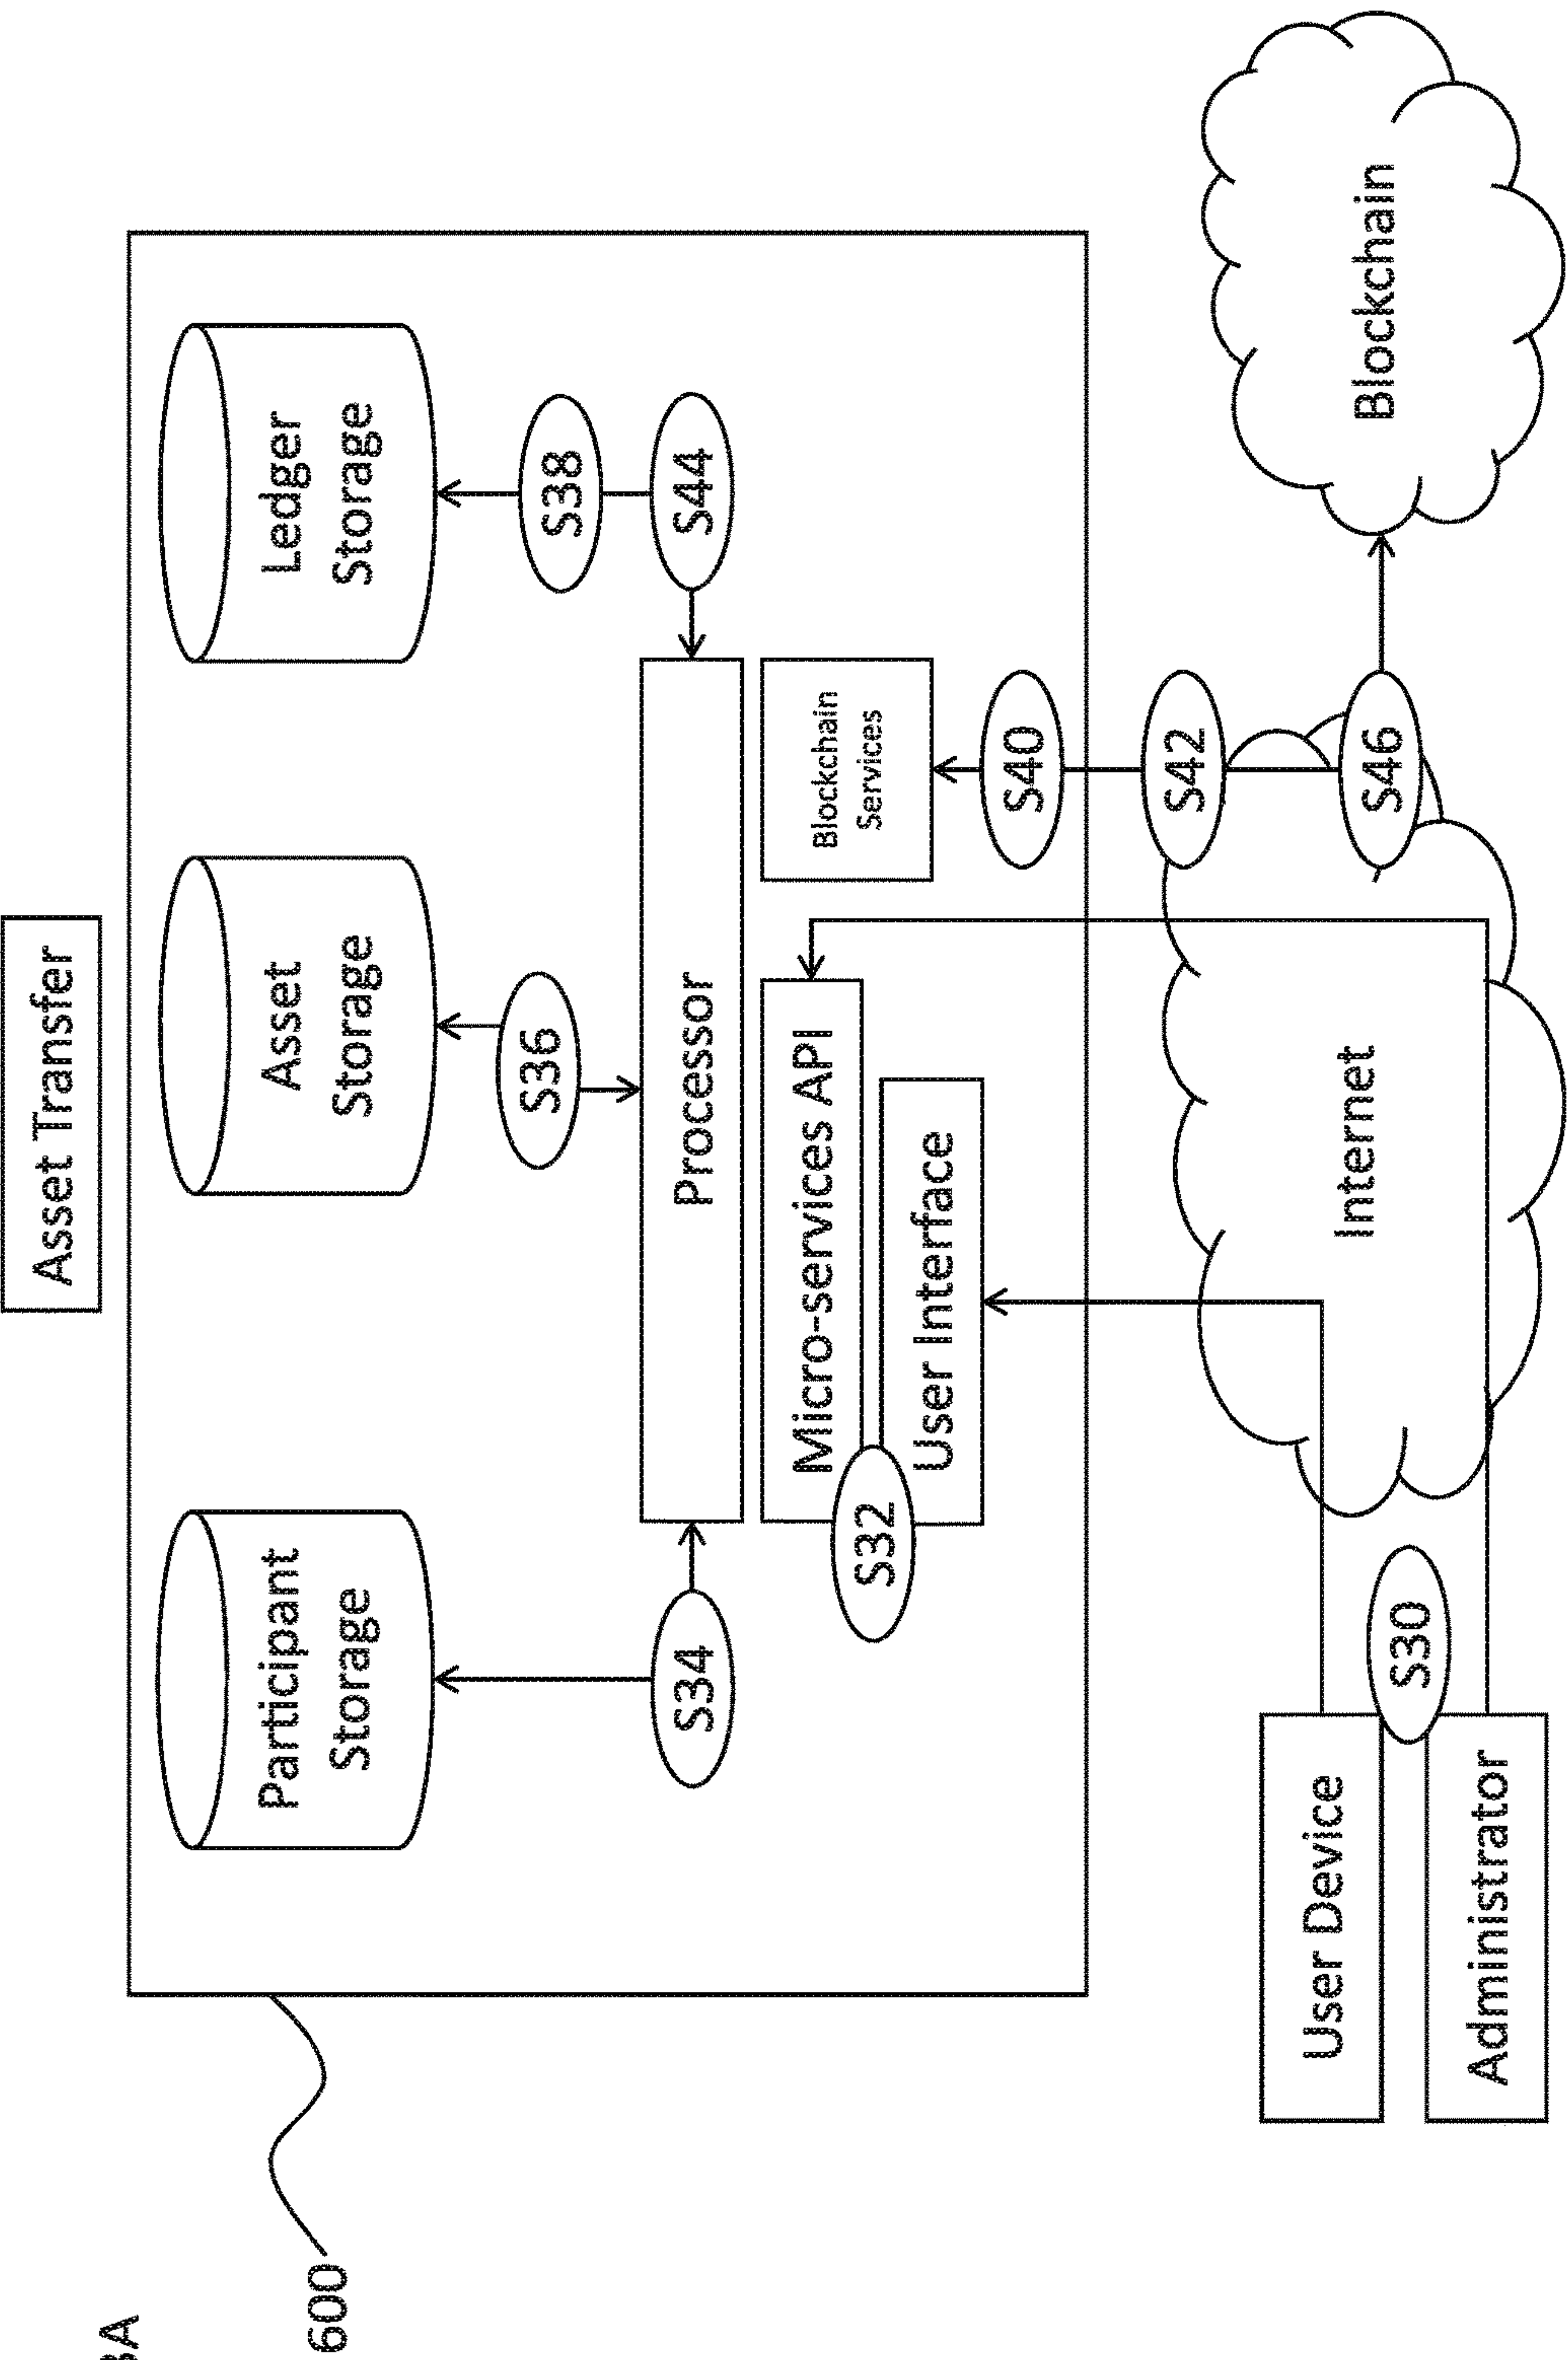 Asset Transfer
Participant
Storage
Asset
Storage
Ledger
Storage
S36
S38
S34
Processor
S44
Micro-services API
Blockchain
Services
S32
User Interface
S40
S42
User Device
S30
Internet
S46
Blockchain
Administrator
600